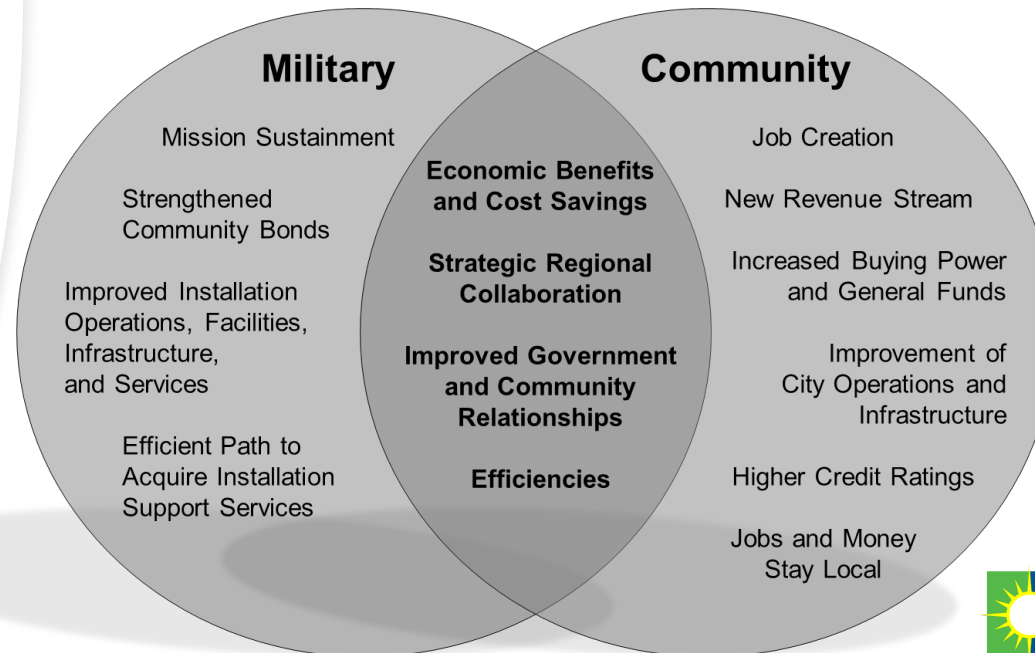 Military
Mission Sustainment
Strengthened
Community Bonds
Improved Installation
Operations, Facilities,
Infrastructure,
and Services
Efficient Path to
Acquire Installation
Support Services
Economic Benefits
and Cost Savings
Strategic Regional
Collaboration
Improved Government
and Community
Relationships
Efficiencies
Community
Job Creation
New Revenue Stream
Increased Buying Power
and General Funds
Improvement of
City Operations and
Infrastructure
Higher Credit Ratings
Jobs and Money
Stay Local